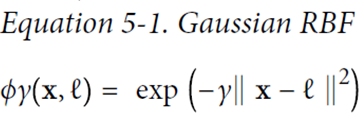 Equation 5-1. Gaussian RBF
ϕγ(x, ℓ) = exp (−γ‖ x − ℓ ‖²)